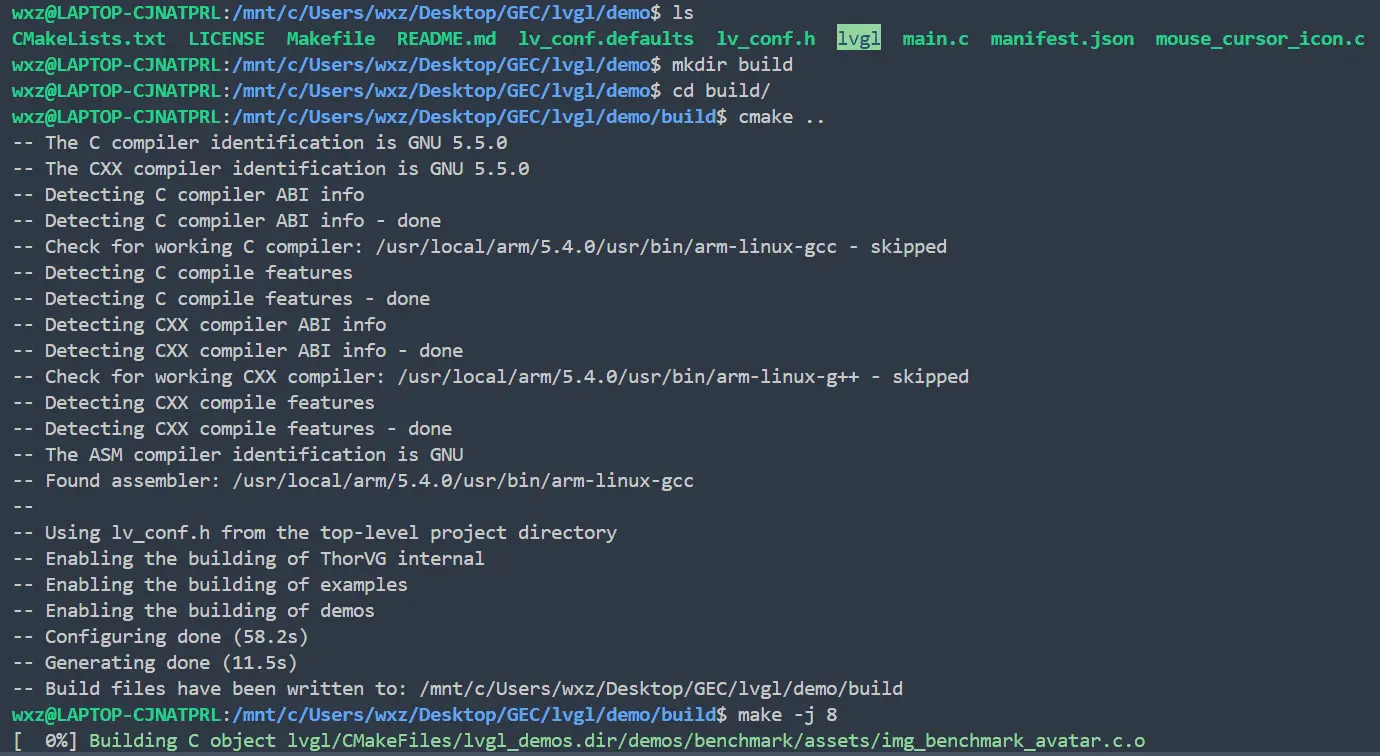 wxz@LAPTOP-CJNATPRL:/mnt/c/Users/wxz/Desktop/GEC/lvgl/demo$ ls
CMakeLists.txt  LICENSE  Makefile  README.md  lv_conf.defaults  lv_conf.h  lvgl  main.c  manifest.json  mouse_cursor_icon.c
wxz@LAPTOP-CJNATPRL:/mnt/c/Users/wxz/Desktop/GEC/lvgl/demo$ mkdir build
wxz@LAPTOP-CJNATPRL:/mnt/c/Users/wxz/Desktop/GEC/lvgl/demo$ cd build/
wxz@LAPTOP-CJNATPRL:/mnt/c/Users/wxz/Desktop/GEC/lvgl/demo/build$ cmake ..
-- The C compiler identification is GNU 5.5.0
-- The CXX compiler identification is GNU 5.5.0
-- Detecting C compiler ABI info
-- Detecting C compiler ABI info - done
-- Check for working C compiler: /usr/local/arm/5.4.0/usr/bin/arm-linux-gcc - skipped
-- Detecting C compile features
-- Detecting C compile features - done
-- Detecting CXX compiler ABI info
-- Detecting CXX compiler ABI info - done
-- Check for working CXX compiler: /usr/local/arm/5.4.0/usr/bin/arm-linux-g++ - skipped
-- Detecting CXX compile features
-- Detecting CXX compile features - done
-- The ASM compiler identification is GNU
-- Found assembler: /usr/local/arm/5.4.0/usr/bin/arm-linux-gcc
--
-- Using lv_conf.h from the top-level project directory
-- Enabling the building of ThorVG internal
-- Enabling the building of examples
-- Enabling the building of demos
-- Configuring done (58.2s)
-- Generating done (11.5s)
-- Build files have been written to: /mnt/c/Users/wxz/Desktop/GEC/lvgl/demo/build
wxz@LAPTOP-CJNATPRL:/mnt/c/Users/wxz/Desktop/GEC/lvgl/demo/build$ make -j 8
[  0%] Building C object lvgl/CMakeFiles/lvgl_demos.dir/demos/benchmark/assets/img_benchmark_avatar.c.o